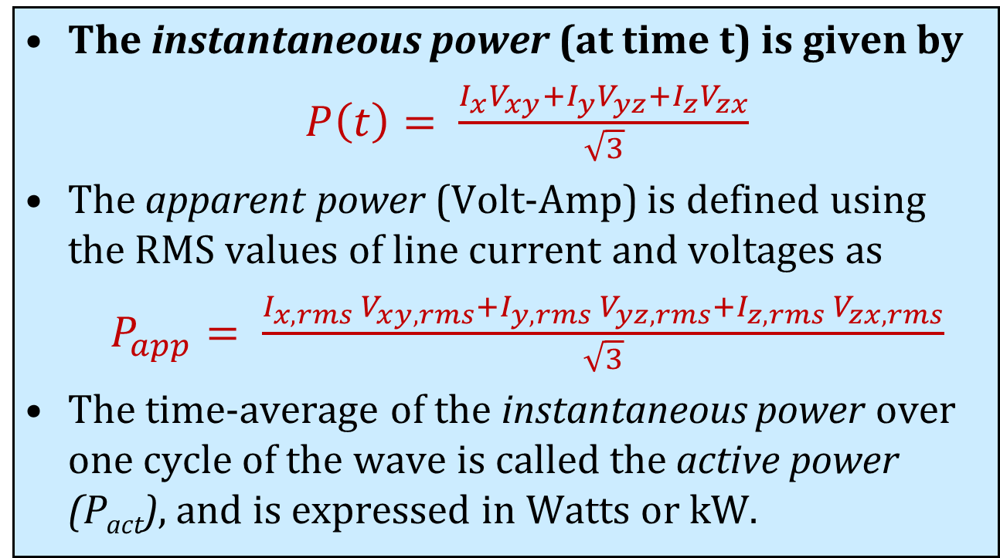 • The instantaneous power (at time t) is given by
P(t) = \frac{I_x V_{xy} + I_y V_{yz} + I_z V_{zx}}{\sqrt{3}}
• The apparent power (Volt-Amp) is defined using
the RMS values of line current and voltages as
P_{app} = \frac{I_{x,rms} V_{xy,rms} + I_{y,rms} V_{yz,rms} + I_{z,rms} V_{zx,rms}}{\sqrt{3}}
• The time-average of the instantaneous power over
one cycle of the wave is called the active power
(P_{act}), and is expressed in Watts or kW.